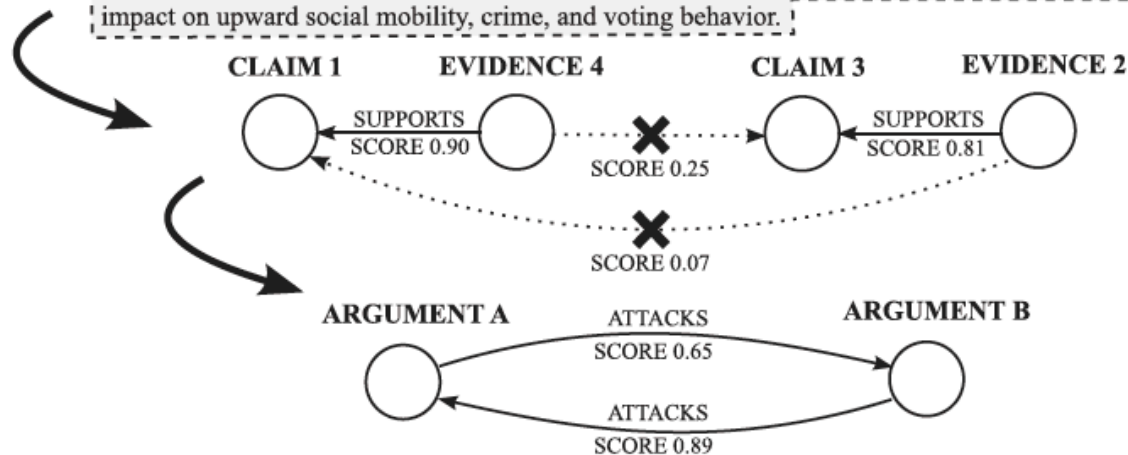 impact on upward social mobility, crime, and voting behavior.
CLAIM 1
EVIDENCE 4
CLAIM 3
EVIDENCE 2
SUPPORTS
SCORE 0.90
SCORE 0.25
SUPPORTS
SCORE 0.81
SCORE 0.07
ARGUMENT A
ARGUMENT B
ATTACKS
SCORE 0.65
ATTACKS
SCORE 0.89